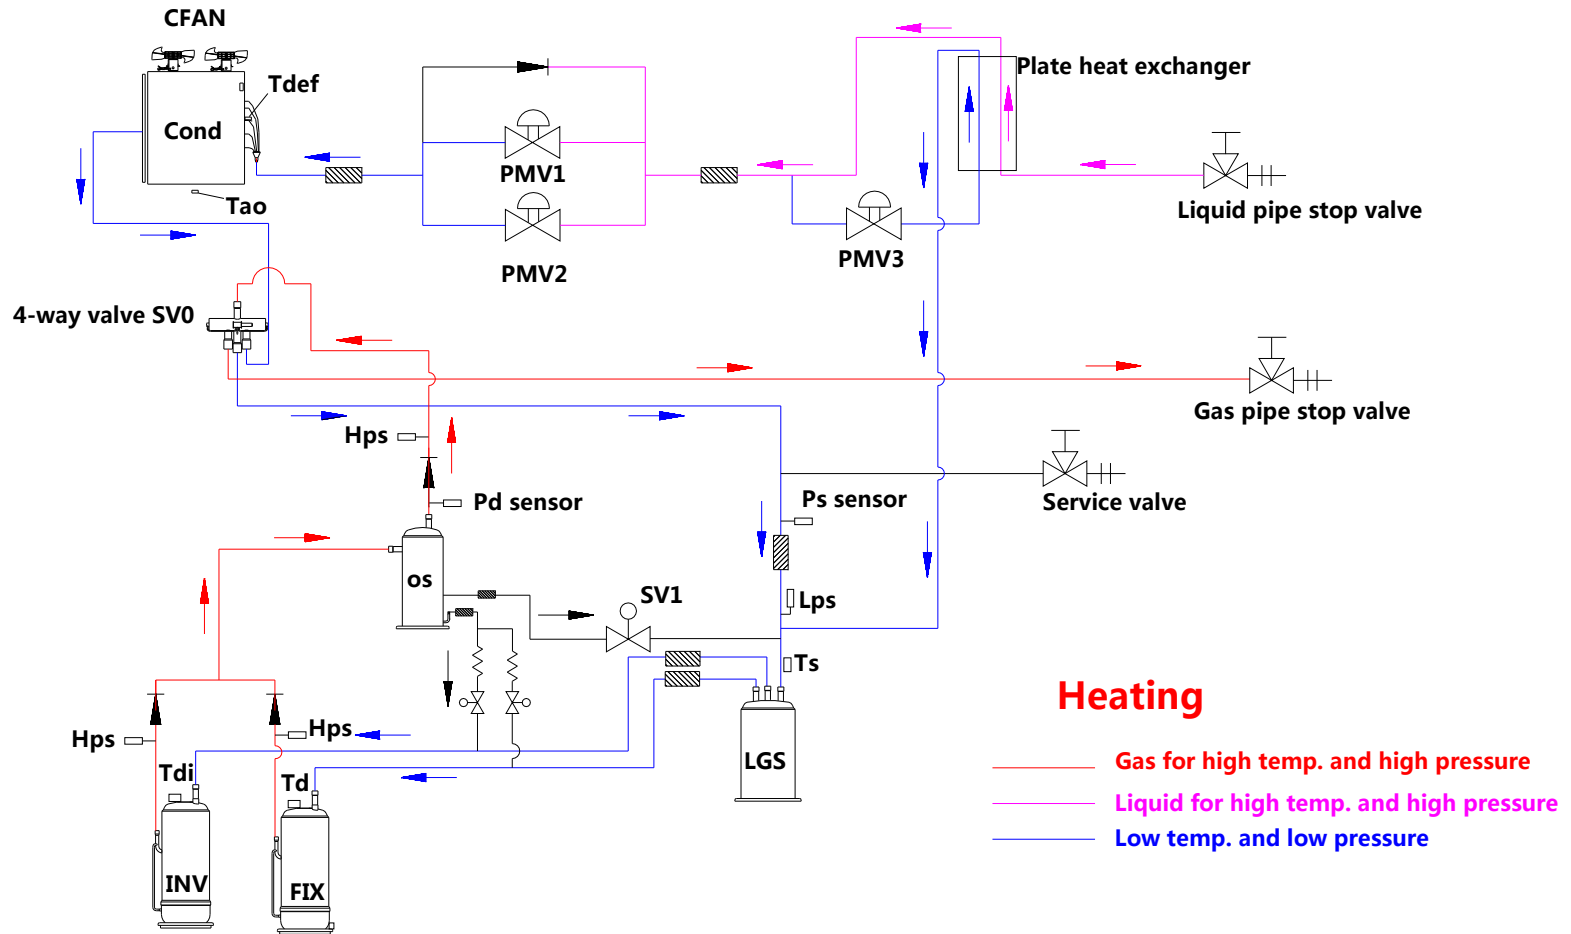 CFAN
Tdef
Cond
Tao
PMV1
PMV2
PMV3
Plate heat exchanger
Liquid pipe stop valve
4-way valve SV0
Gas pipe stop valve
Hps
Pd sensor
Ps sensor
Service valve
os
SV1
Lps
Ts
Hps
Hps
Tdi
Td
LGS
INV
FIX
Heating
Gas for high temp. and high pressure
Liquid for high temp. and high pressure
Low temp. and low pressure